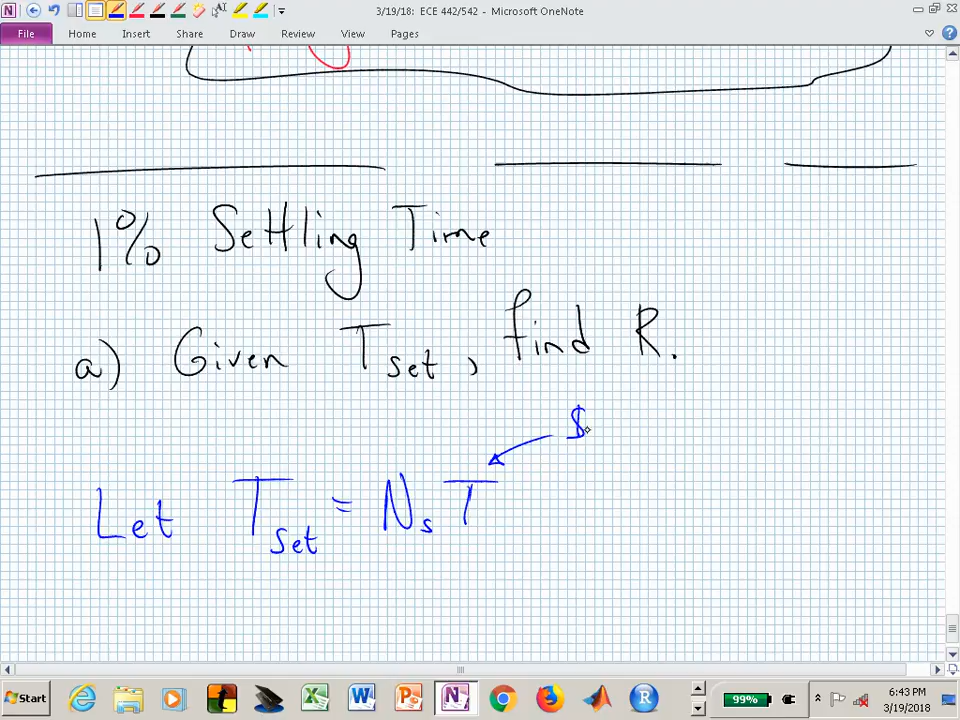 3/19/18: ECE 442/542 - Microsoft OneNote
File Home Insert Share Draw Review View Pages
1% Settling Time
a) Given Tset, find R.
Let Tset = Ns T
Start
99%
6:43 PM
3/19/2018